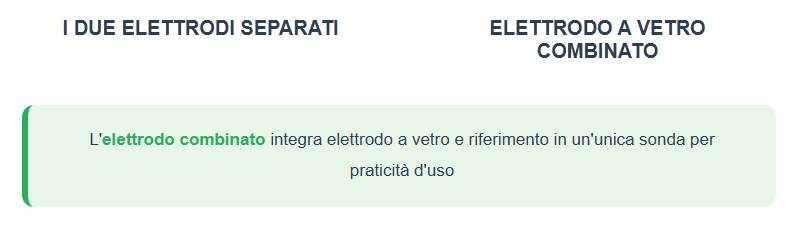 I DUE ELETTRODI SEPARATI
ELETTRODO A VETRO
COMBINATO
L'elettrodo combinato integra elettrodo a vetro e riferimento in un'unica sonda per
praticità d'uso